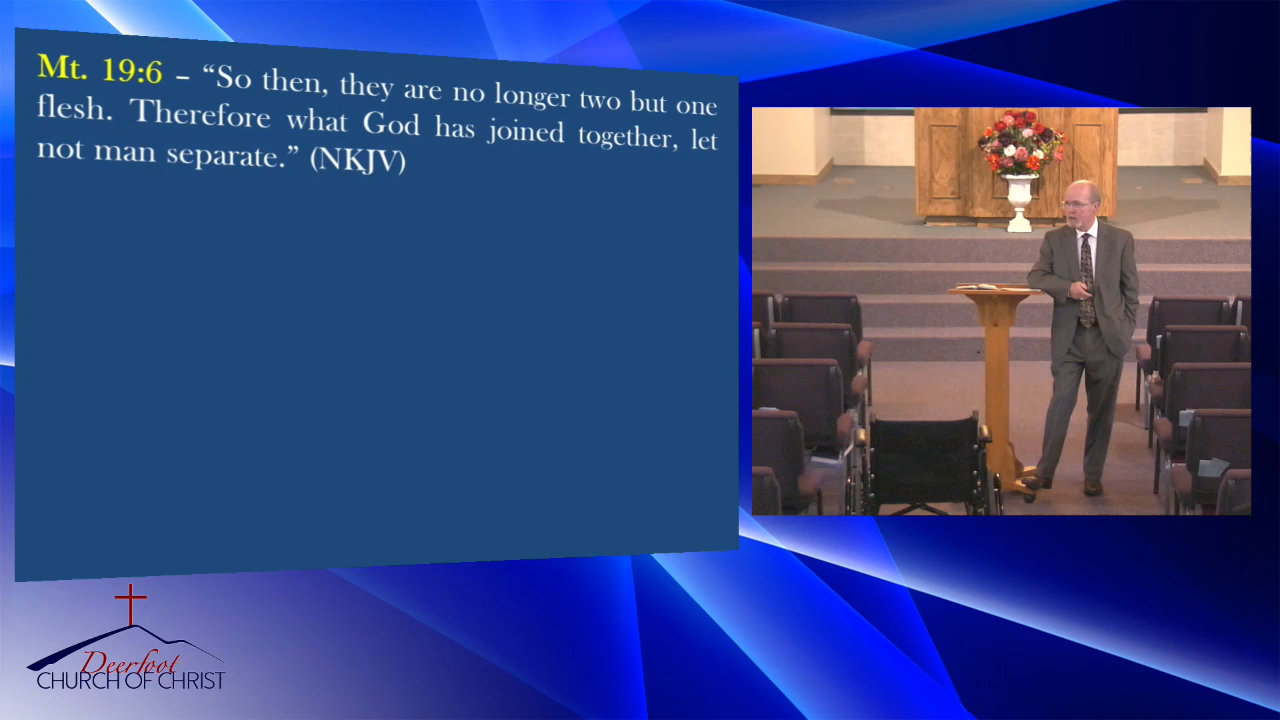 Mt. 19:6 – “So then, they are no longer two but one
flesh. Therefore what God has joined together, let
not man separate.” (NKJV)
Deerfoot
CHURCH OF CHRIST